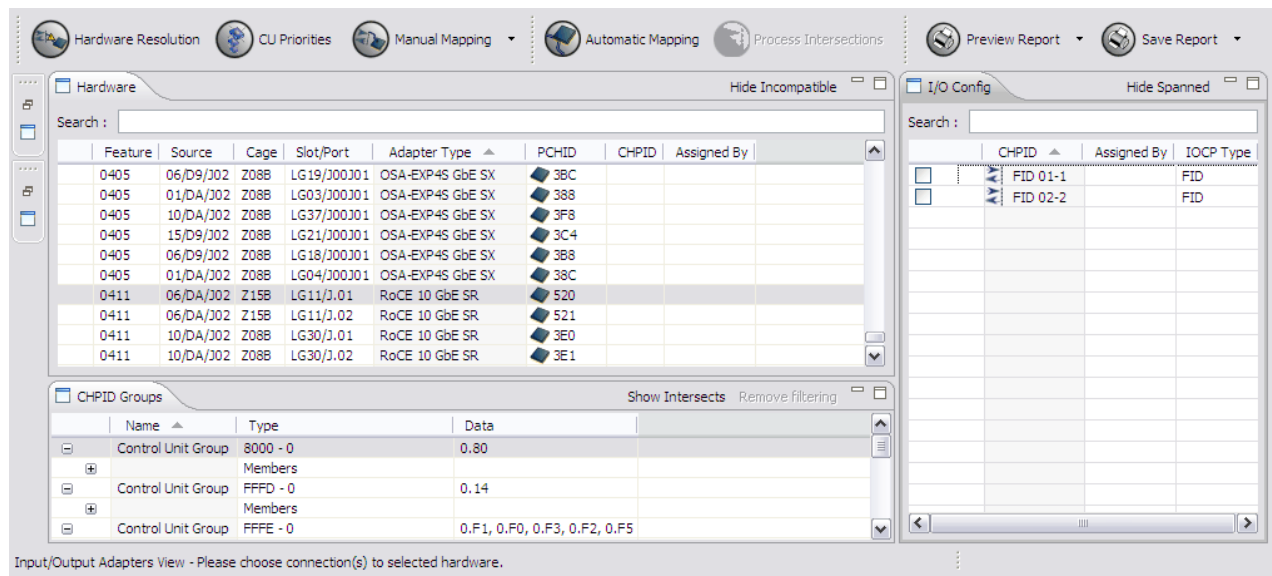 Hardware Resolution CU Priorities Manual Mapping Automatic Mapping Process Intersections Preview Report Save Report
Hardware Hide Incompatible
Search :
Feature Source Cage Slot/Port Adapter Type PCHID CHPID Assigned By
0405 06/D9/J02 Z08B LG19/J00J01 OSA-EXP4S GbE SX 3BC
0405 01/DA/J02 Z08B LG03/J00J01 OSA-EXP4S GbE SX 388
0405 10/DA/J02 Z08B LG37/J00J01 OSA-EXP4S GbE SX 3F8
0405 15/D9/J02 Z08B LG21/J00J01 OSA-EXP4S GbE SX 3C4
0405 06/D9/J02 Z08B LG18/J00J01 OSA-EXP4S GbE SX 3B8
0405 01/DA/J02 Z08B LG04/J00J01 OSA-EXP4S GbE SX 38C
0411 06/DA/J02 Z15B LG11/J.01 RoCE 10 GbE SR 520
0411 06/DA/J02 Z15B LG11/J.02 RoCE 10 GbE SR 521
0411 10/DA/J02 Z08B LG30/J.01 RoCE 10 GbE SR 3E0
0411 10/DA/J02 Z08B LG30/J.02 RoCE 10 GbE SR 3E1
CHPID Groups Show Intersects Remove filtering
Name Type Data
Control Unit Group 8000 - 0 0.80
Members
Control Unit Group FFFD - 0 0.14
Members
Control Unit Group FFFE - 0 0.F1, 0.F0, 0.F3, 0.F2, 0.F5
I/O Config Hide Spanned
Search :
CHPID Assigned By IOCP Type
FID 01-1 FID
FID 02-2 FID
Input/Output Adapters View - Please choose connection(s) to selected hardware.